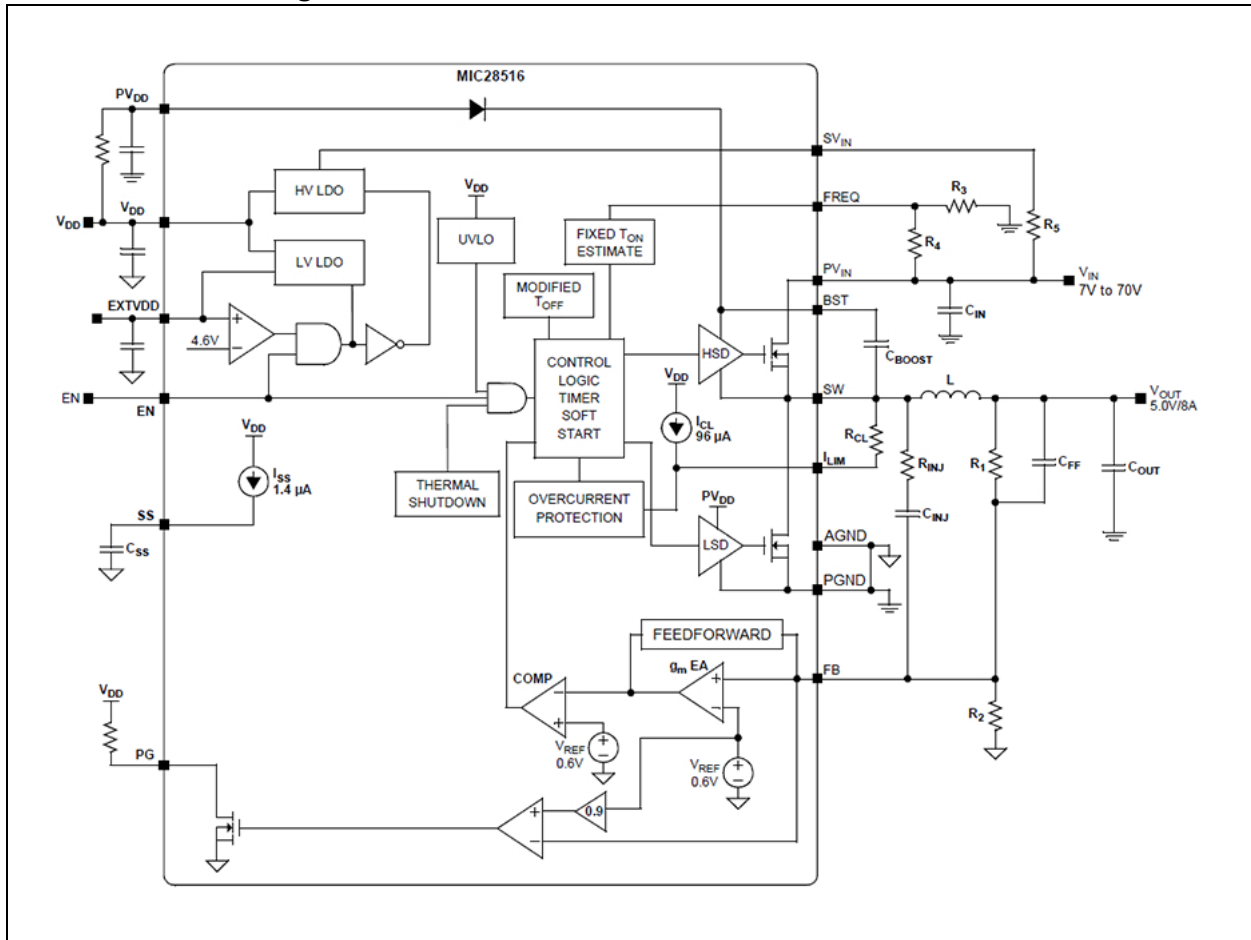 MIC28516
PVDD
SVIN
HV LDO
VDD
FREQ
R3
VDD
VDD
UVLO
FIXED TON
ESTIMATE
R4
R5
LV LDO
MODIFIED
TOFF
PVIN
VIN
7V to 70V
EXTVDD
BST
CIN
4.6V
+
−
HSD
CBOOST
CONTROL
LOGIC
TIMER
SOFT
START
VDD
EN
EN
SW
L
VOUT
5.0V/8A
ICL
96 µA
RCL
VDD
ISS
1.4 µA
ILIM
RINJ
R1
CFF
COUT
THERMAL
SHUTDOWN
OVERCURRENT
PROTECTION
PVDD
CINJ
SS
CSS
LSD
AGND
PGND
FEEDFORWARD
gm EA
FB
COMP
+
−
−
+
R2
VDD
VREF
0.6V
+
−
VREF
0.6V
+
−
PG
0.9
+
−